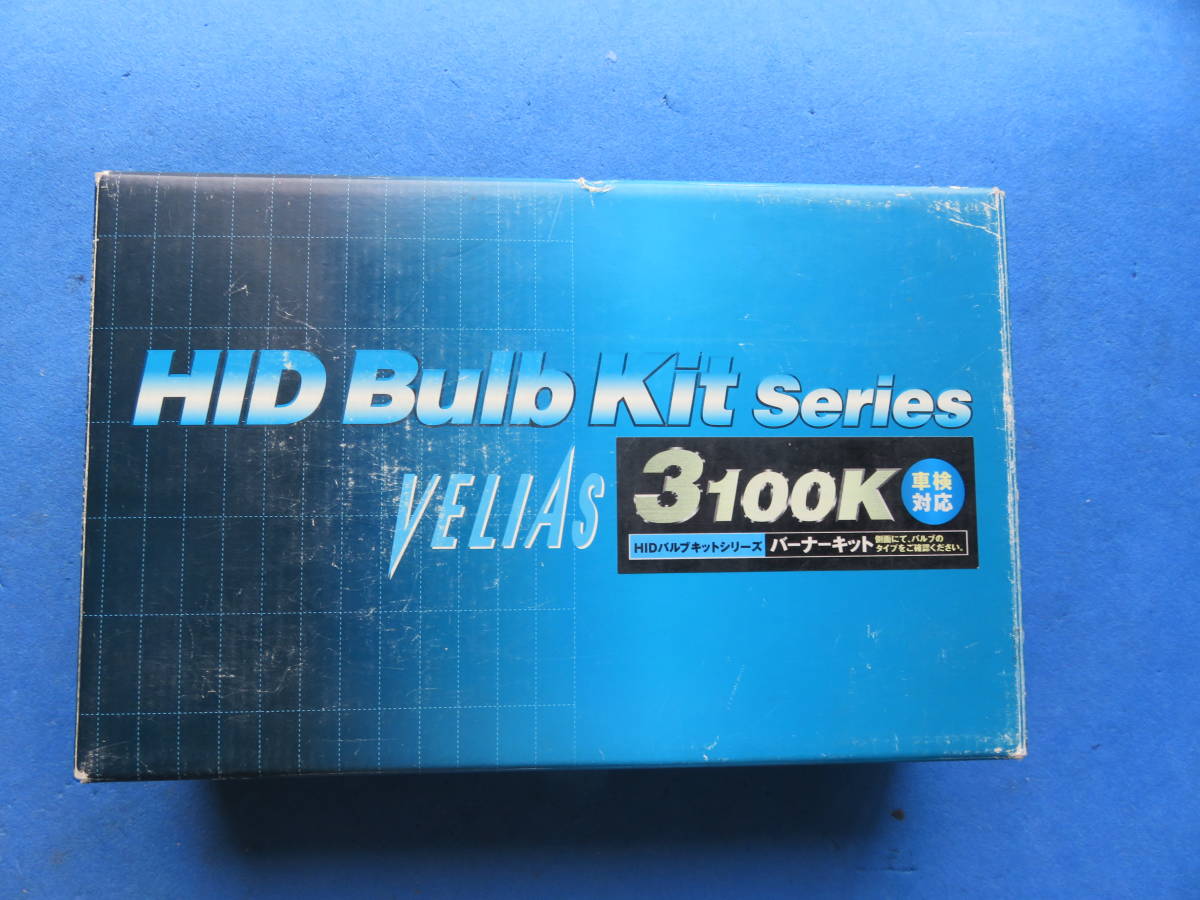 HID Bulb Kit Series
VELIAS
3100K
車検
対応
HIDバルブキットシリーズ
バーナーキット
側面にて、バルブの
タイプをご確認ください。